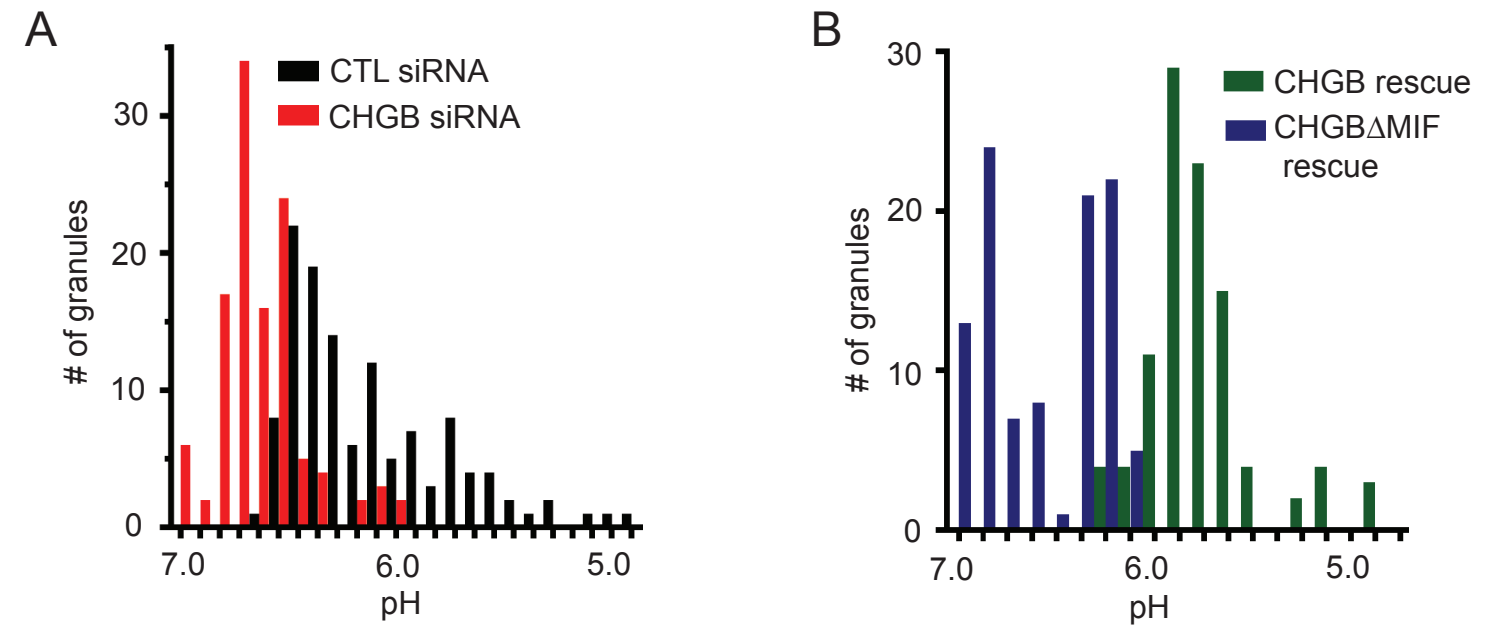 A
CTL siRNA
CHGB siRNA
# of granules
30
20
10
0
7.0 6.0 5.0
pH
B
CHGB rescue
CHGBΔMIF
rescue
# of granules
30
20
10
0
7.0 6.0 5.0
pH